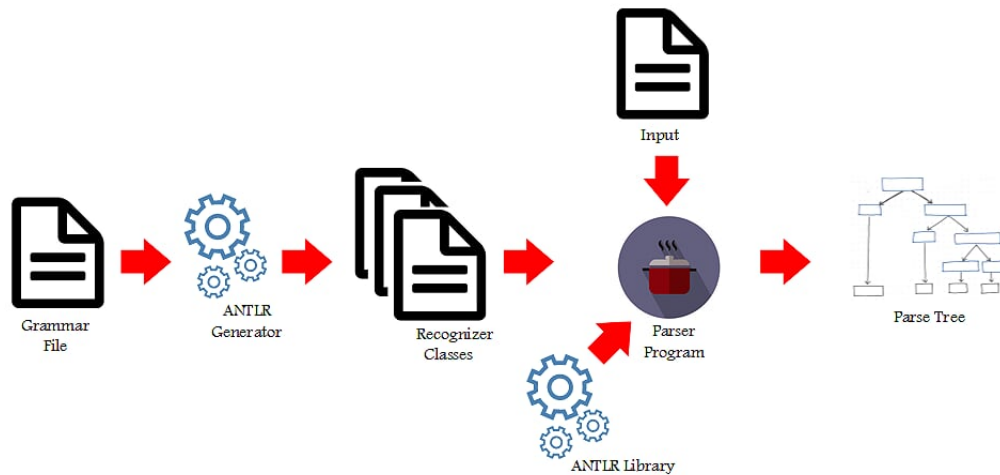 Input
Grammar
File
ANTLR
Generator
Recognizer
Classes
Parser
Program
Parse Tree
ANTLR Library